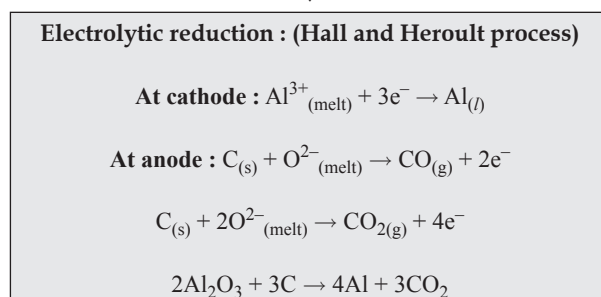 Electrolytic reduction : (Hall and Heroult process)
At cathode : Al³⁺(melt) + 3e⁻ → Al(l)
At anode : C(s) + O²⁻(melt) → CO(g) + 2e⁻
C(s) + 2O²⁻(melt) → CO₂(g) + 4e⁻
2Al₂O₃ + 3C → 4Al + 3CO₂